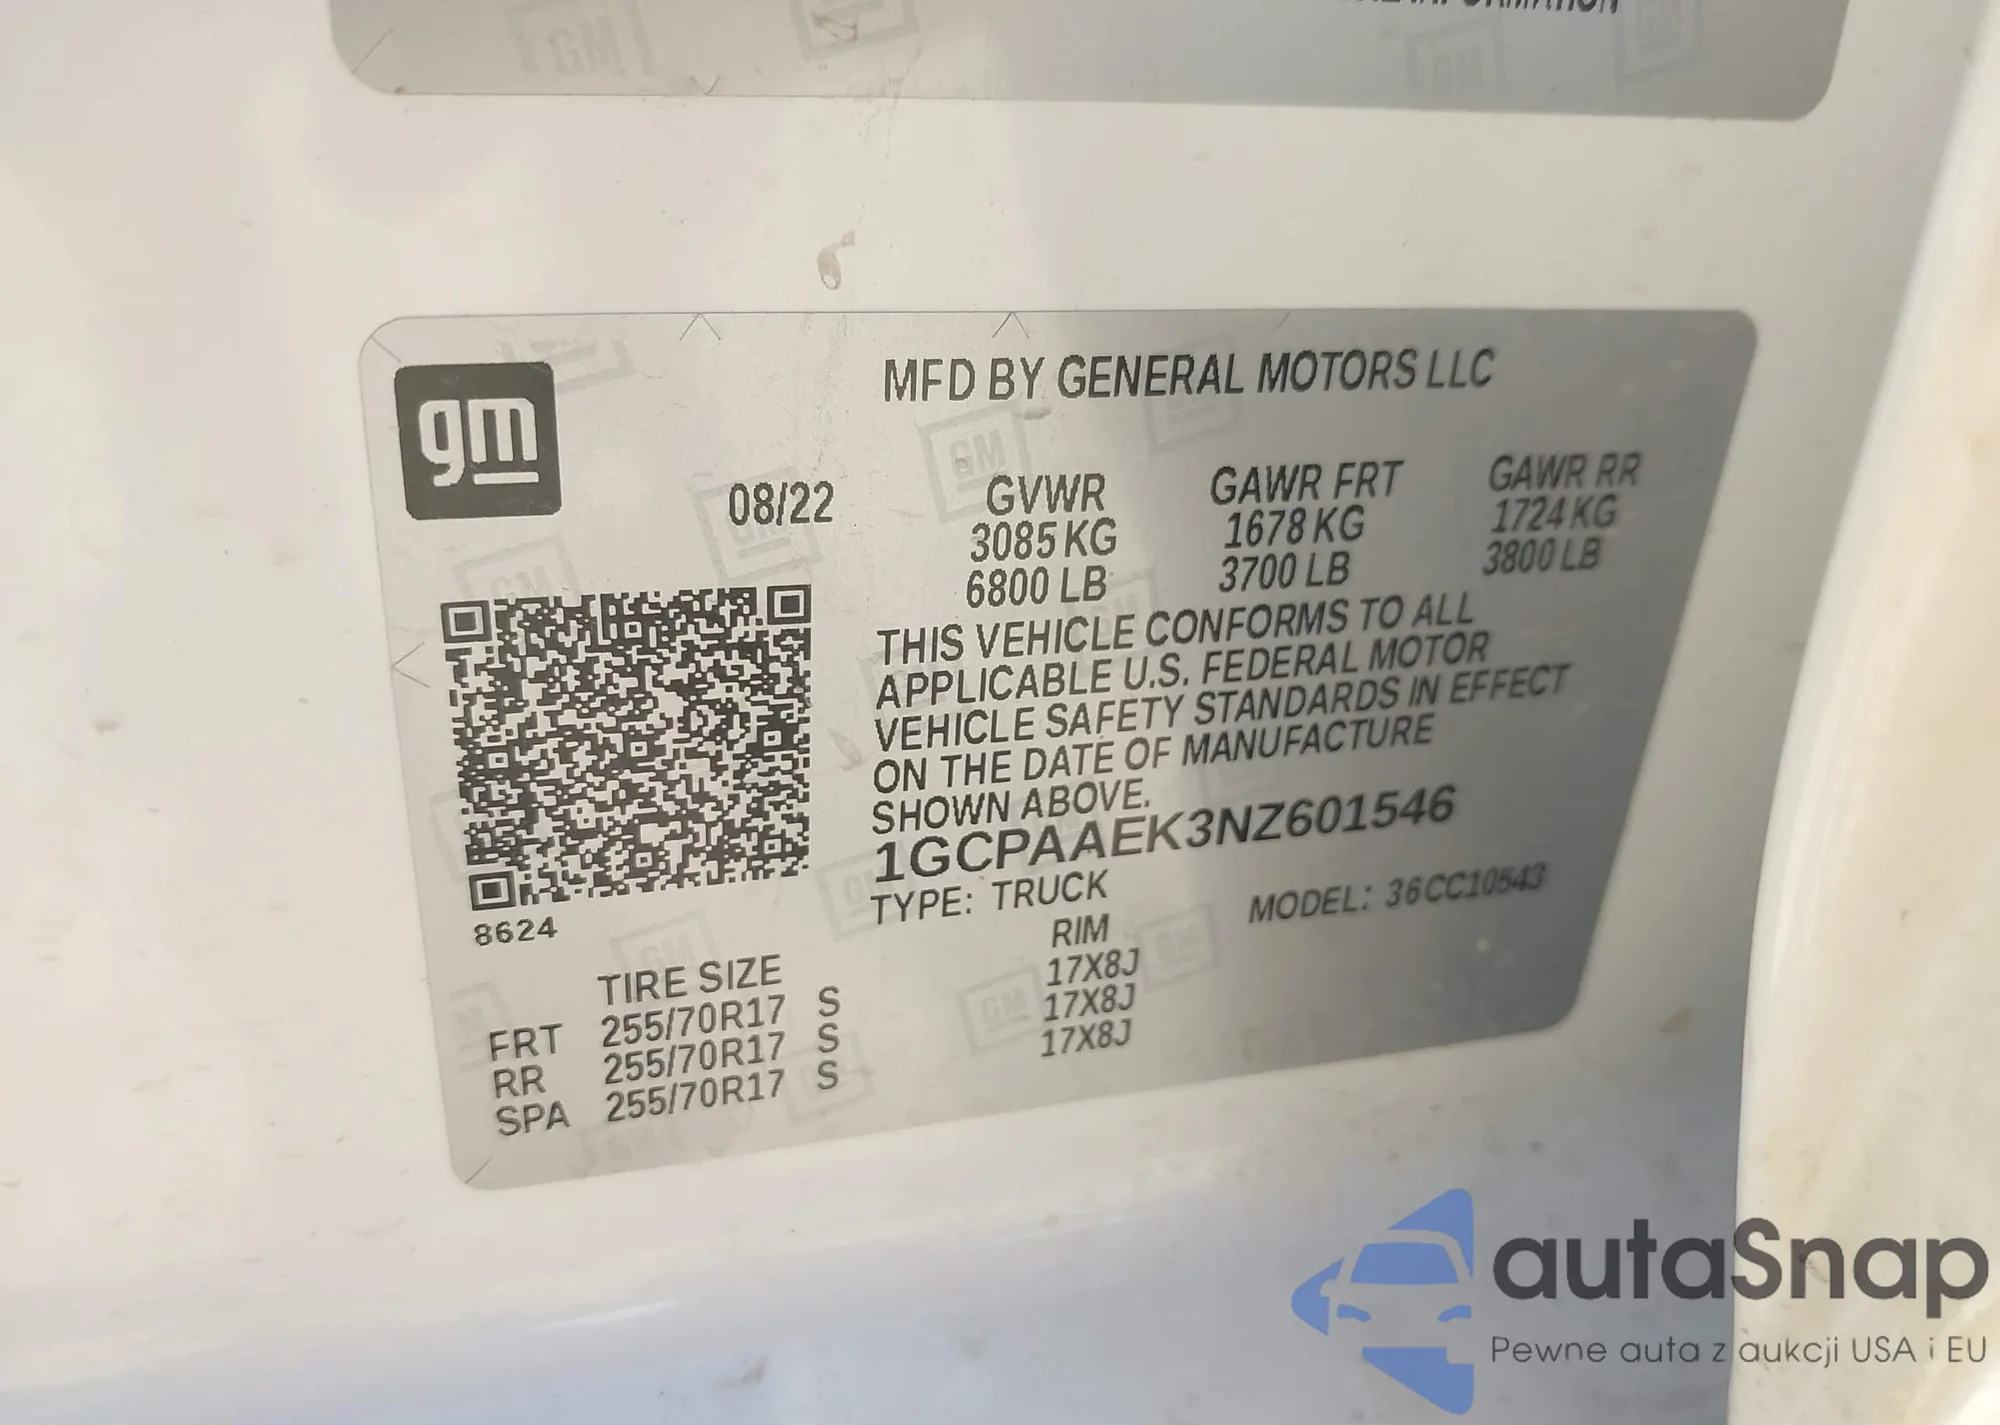 gm
MFD BY GENERAL MOTORS LLC
08/22
GVWR
3085 KG
6800 LB
GAWR FRT
1678 KG
3700 LB
GAWR RR
1724 KG
3800 LB
THIS VEHICLE CONFORMS TO ALL
APPLICABLE U.S. FEDERAL MOTOR
VEHICLE SAFETY STANDARDS IN EFFECT
ON THE DATE OF MANUFACTURE
SHOWN ABOVE.
1GCPAAEK3NZ601546
TYPE: TRUCK
MODEL: 36CC10543
8624
TIRE SIZE
RIM
FRT 255/70R17 S 17X8J
RR 255/70R17 S 17X8J
SPA 255/70R17 S 17X8J
autaSnap
Pewne auta z aukcji USA i EU